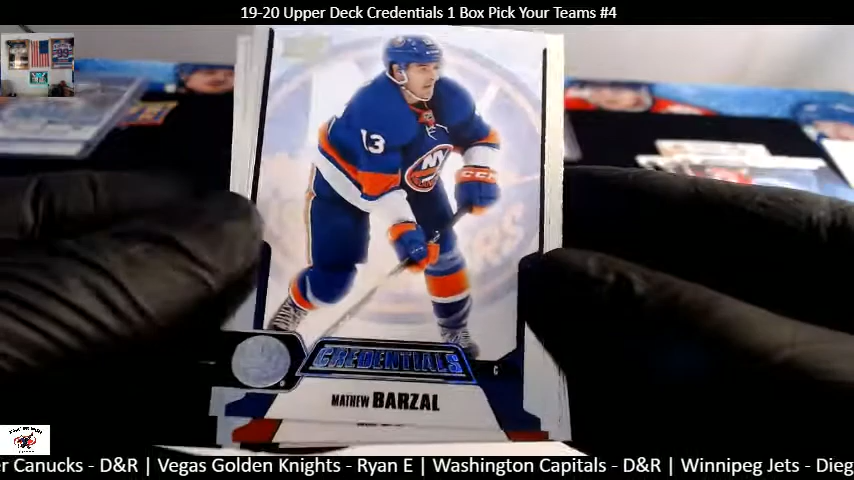 19-20 Upper Deck Credentials 1 Box Pick Your Teams #4
13
NY
CCM
CREDENTIALS
C
MATHEW BARZAL
er Canucks - D&R | Vegas Golden Knights - Ryan E | Washington Capitals - D&R | Winnipeg Jets - Dieg